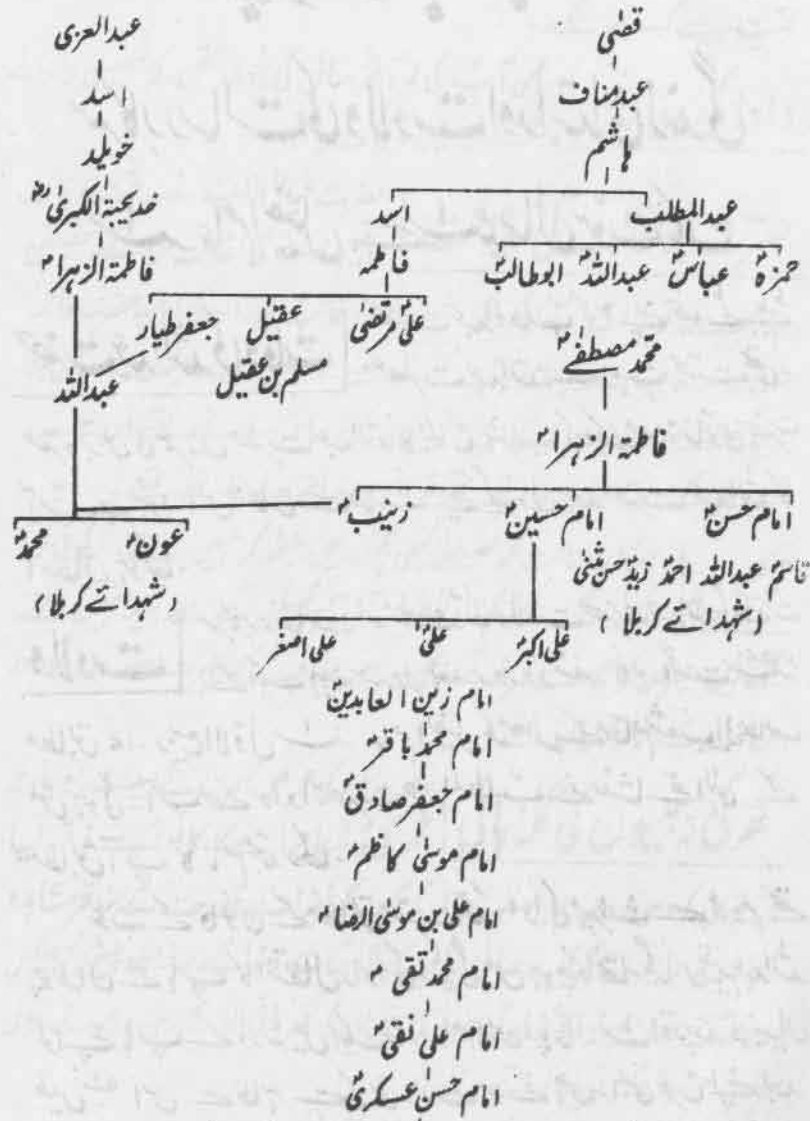 قصٰی عبدالعزی
عبدمناف اسد
ہاشم خویلد
عبدالمطلب اسد خدیجۃ الکبریٰؓ
حمزہؑ عباسؑ عبداللہؑ ابوطالبؑ فاطمہ فاطمۃ الزہراؑ
علی مرتضیٰؑ عقیل جعفر طیار
محمد مصطفےٰؐ مسلم بن عقیل عبداللہ
فاطمۃ الزہراؑ
امام حسنؑ امام حسینؑ زینبؑ عونؑ محمدؑ
قاسمؑ عبداللہ احمدؑ زیدؑ حسن مثنیٰ
(شہدائے کربلا) (شہدائے کربلا)
علی اکبرؑ علیؑ علی اصغر
امام زین العابدینؑ
امام محمد باقرؑ
امام جعفر صادقؑ
امام موسیٰ کاظمؑ
امام علی بن موسیٰ الرضاؑ
امام محمد تقیؑ
امام علی نقیؑ
امام حسن عسکریؑ